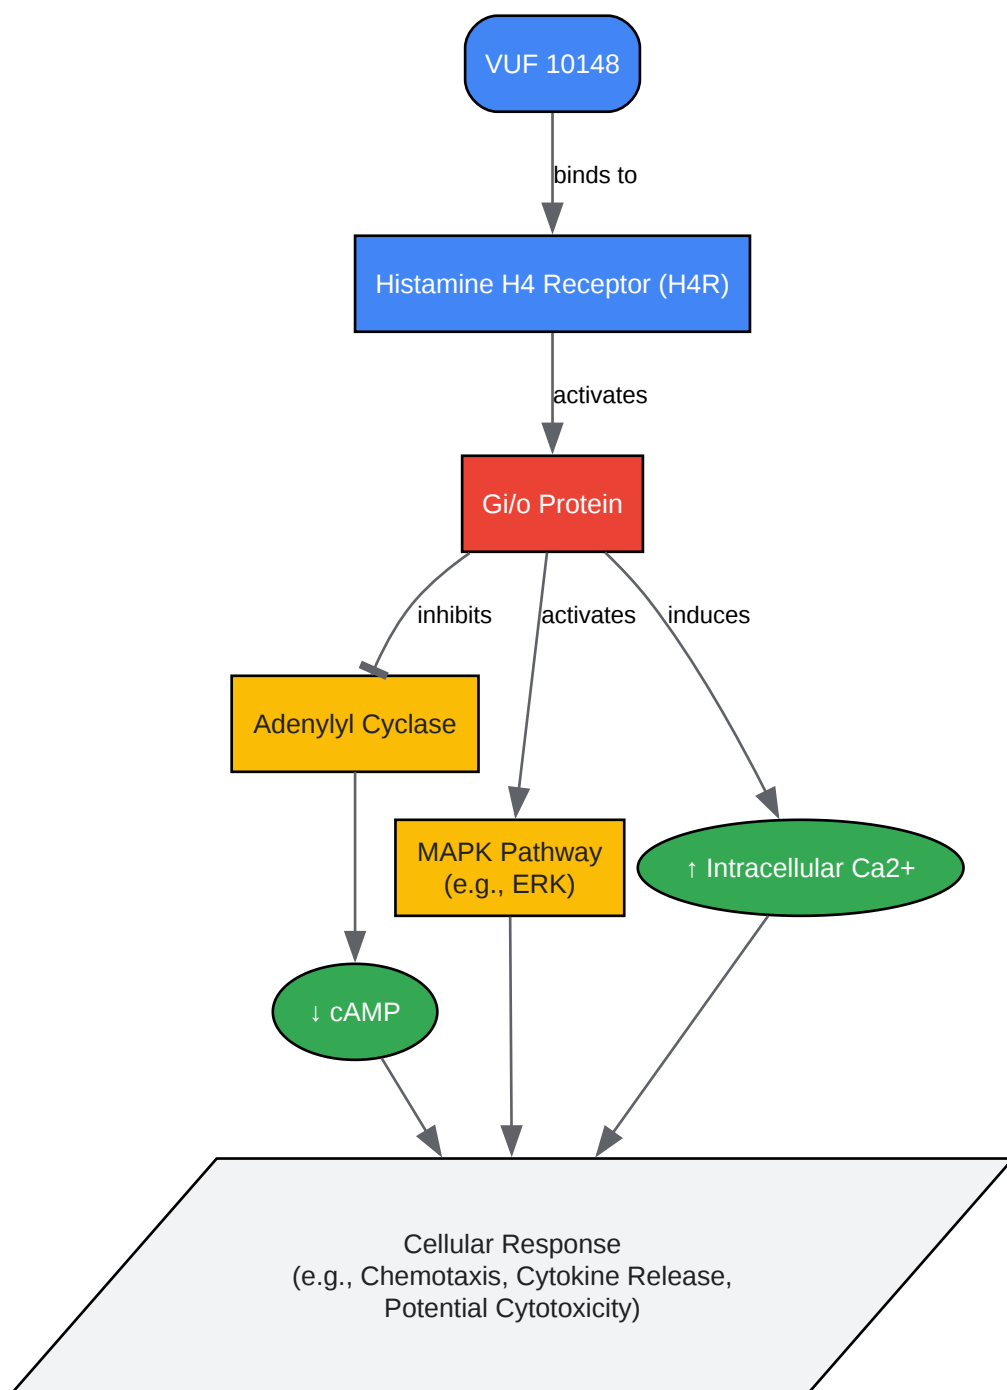 VUF 10148
binds to
Histamine H4 Receptor (H4R)
activates
Gi/o Protein
inhibits
activates
induces
Adenylyl Cyclase
MAPK Pathway
(e.g., ERK)
↑ Intracellular Ca2+
↓ cAMP
Cellular Response
(e.g., Chemotaxis, Cytokine Release,
Potential Cytotoxicity)